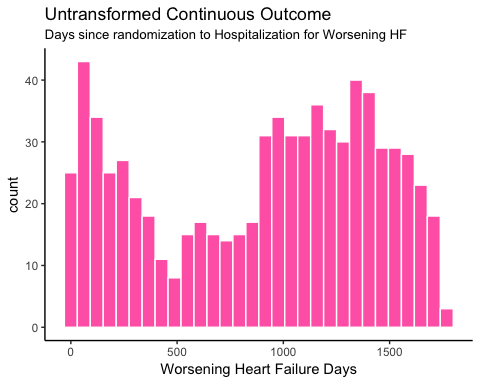 Untransformed Continuous Outcome
Days since randomization to Hospitalization for Worsening HF
count
40
30
20
10
0
0 500 1000 1500
Worsening Heart Failure Days